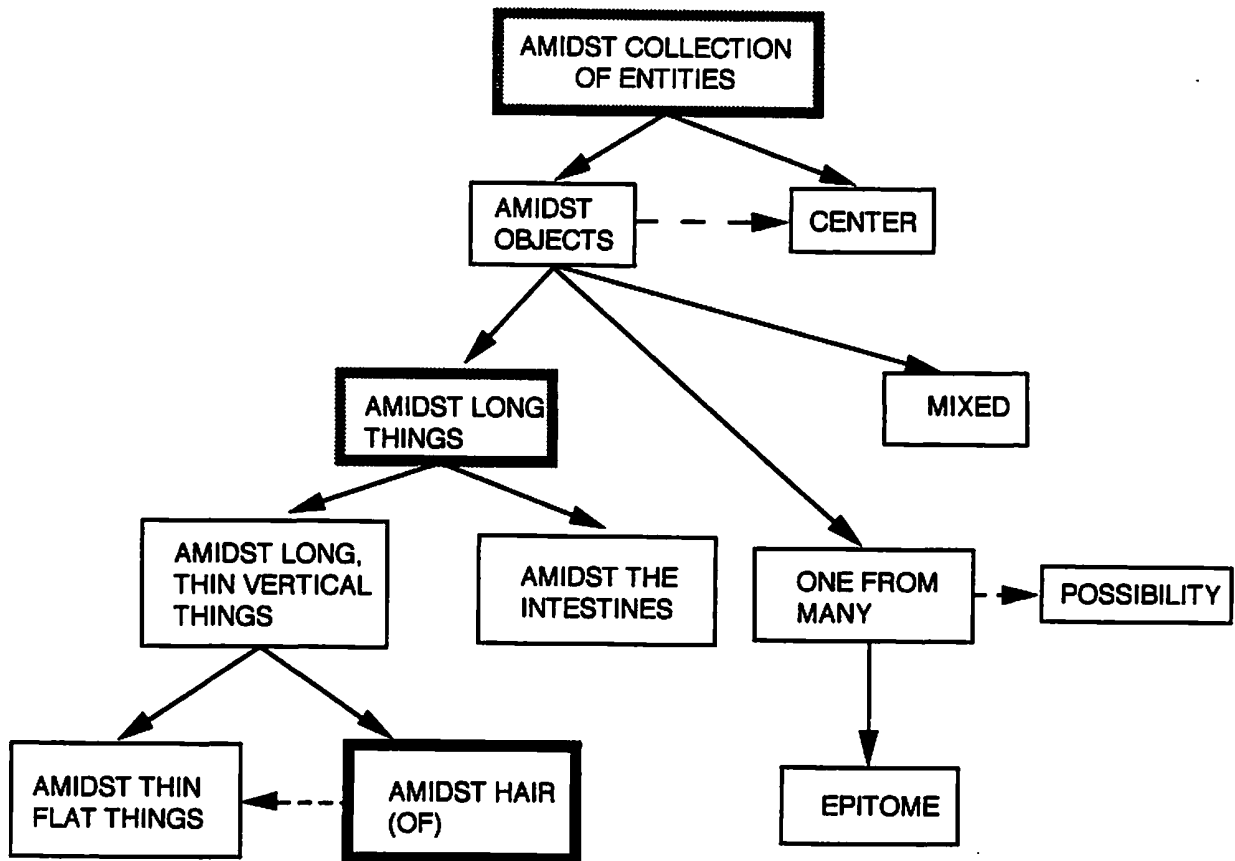 AMIDST COLLECTION
OF ENTITIES
AMIDST
OBJECTS
CENTER
AMIDST LONG
THINGS
MIXED
AMIDST LONG,
THIN VERTICAL
THINGS
AMIDST THE
INTESTINES
ONE FROM
MANY
POSSIBILITY
AMIDST THIN
FLAT THINGS
AMIDST HAIR
(OF)
EPITOME